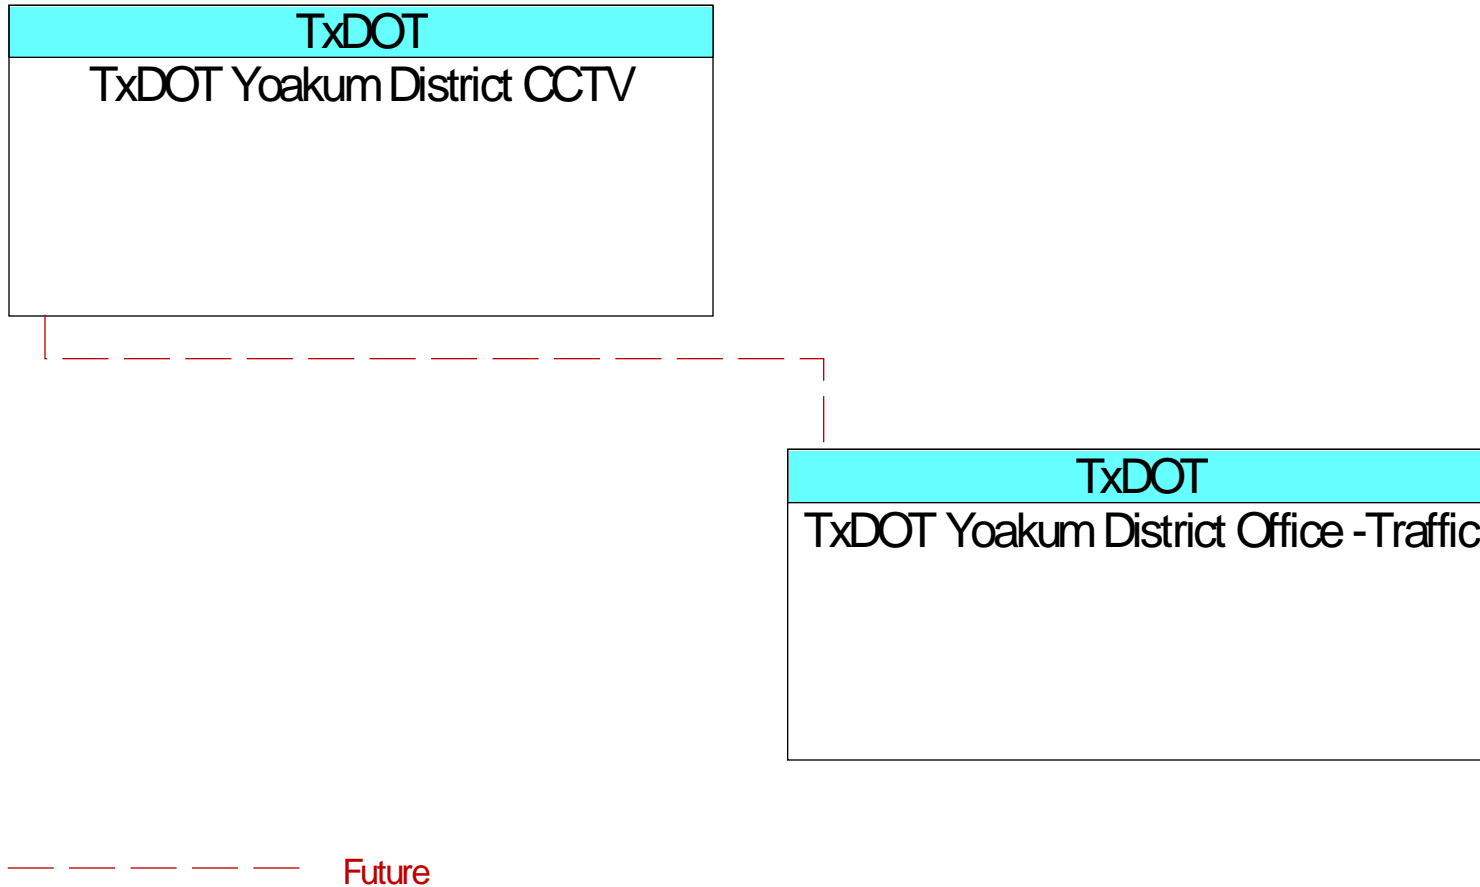 TxDOT
TxDOT Yoakum District CCTV
TxDOT
TxDOT Yoakum District Office - Traffic
Future